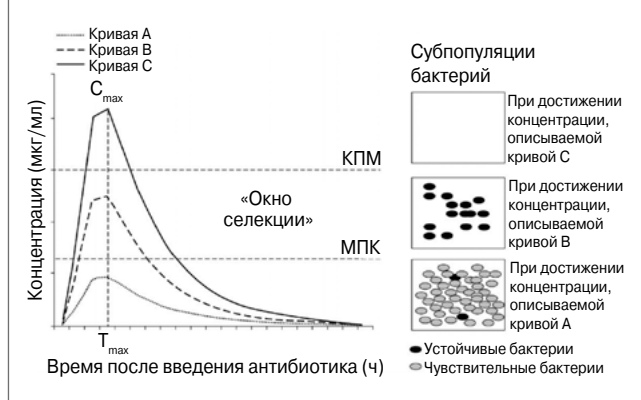 Кривая A
Кривая B
Кривая C
C max
Концентрация (мкг/мл)
КПМ
«Окно
селекции»
МПК
T max
Время после введения антибиотика (ч)
Субпопуляции
бактерий
При достижении
концентрации,
описываемой
кривой C
При достижении
концентрации,
описываемой
кривой B
При достижении
концентрации,
описываемой
кривой A
Устойчивые бактерии
Чувствительные бактерии